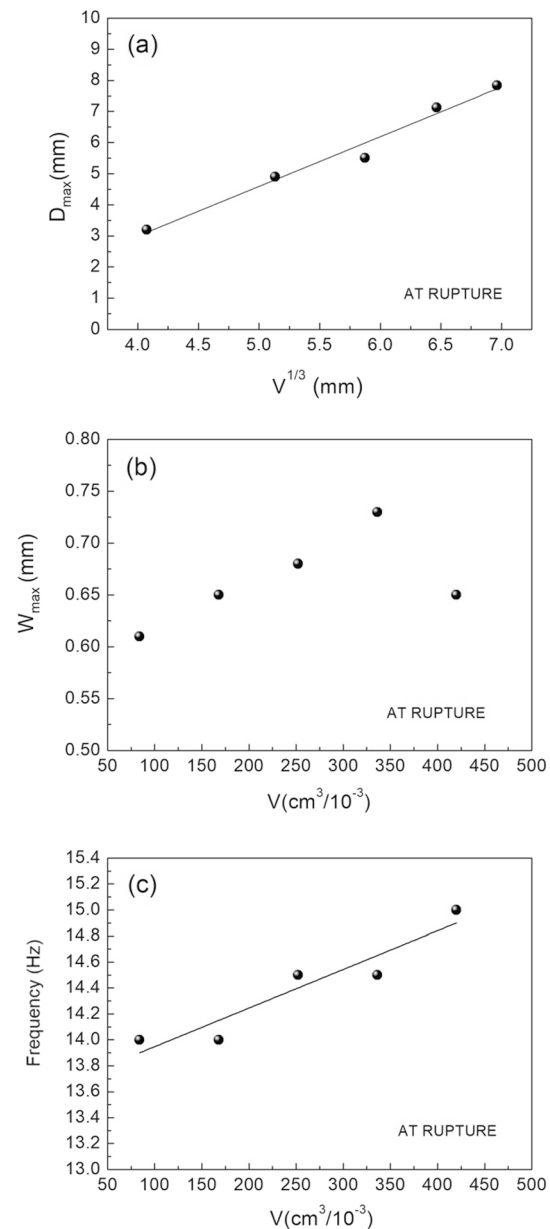 (a)
10
9
8
7
6
5
4
3
2
1
0
D_max(mm)
AT RUPTURE
4.0 4.5 5.0 5.5 6.0 6.5 7.0
V^1/3 (mm)
(b)
0.80
0.75
0.70
0.65
0.60
0.55
0.50
W_max (mm)
AT RUPTURE
50 100 150 200 250 300 350 400 450 500
V(cm^3/10^-3)
(c)
15.4
15.2
15.0
14.8
14.6
14.4
14.2
14.0
13.8
13.6
13.4
13.2
13.0
Frequency (Hz)
AT RUPTURE
50 100 150 200 250 300 350 400 450 500
V(cm^3/10^-3)